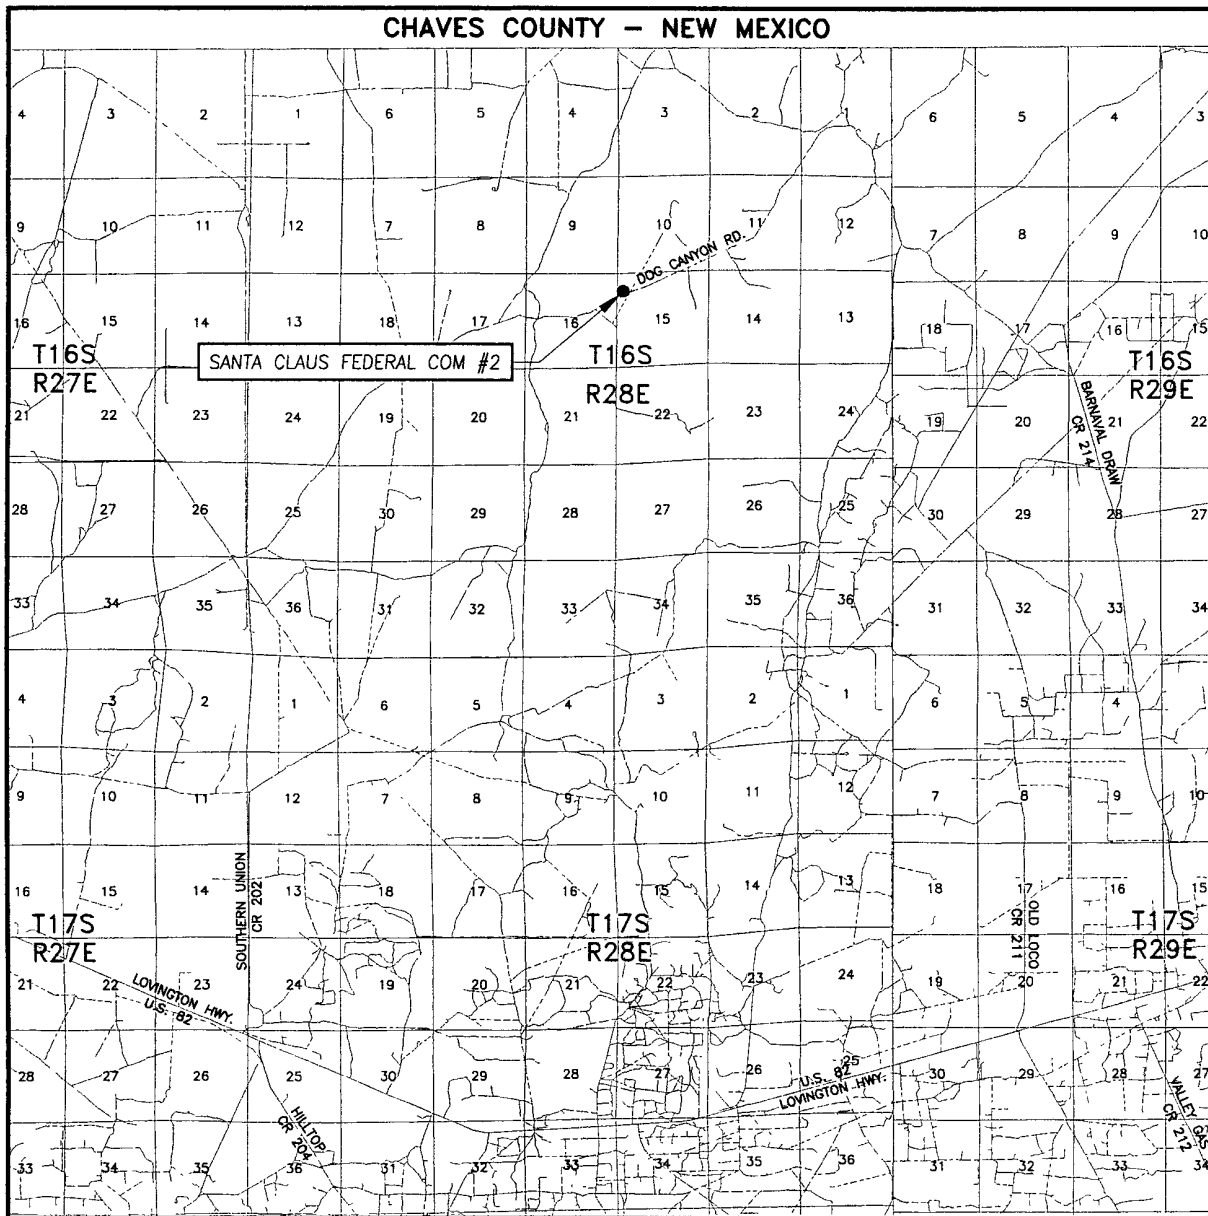 CHAVES COUNTY – NEW MEXICO
4 3 2 1 6 5 4 3 2 1 6 5 4 3
9 10 11 12 7 8 9 10 11 12 7 8 9 10
DOG CANYON RD.
16 15 14 13 18 17 16 15 14 13 18 17 16 15
T16S
R27E
SANTA CLAUS FEDERAL COM #2
T16S
R28E
T16S
R29E
21 22 23 24 19 20 21 22 23 24 19 20 21 22
BARNAVAL DRAW
CR 214
28 27 26 25 30 29 28 27 26 25 30 29 28 27
33 34 35 36 31 32 33 34 35 36 31 32 33 34
4 3 2 1 6 5 4 3 2 1 6 5 4
9 10 11 12 7 8 9 10 11 12 7 8 9 10
16 15 14 13 18 17 16 15 14 13 18 17 16 15
SOUTHERN UNION
CR 202
OLD LOCO
CR 211
T17S
R27E
T17S
R28E
T17S
R29E
21 22 23 24 19 20 21 22 23 24 19 20 21 22
LOVINGTON HWY.
U.S. 82
28 27 26 25 30 29 28 27 26 25 30 29 28 27
U.S. 82
LOVINGTON HWY.
HILLTOP
CR 204
VALLEY GAS
CR 212
33 34 35 36 31 32 33 34 35 36 31 32 33 34